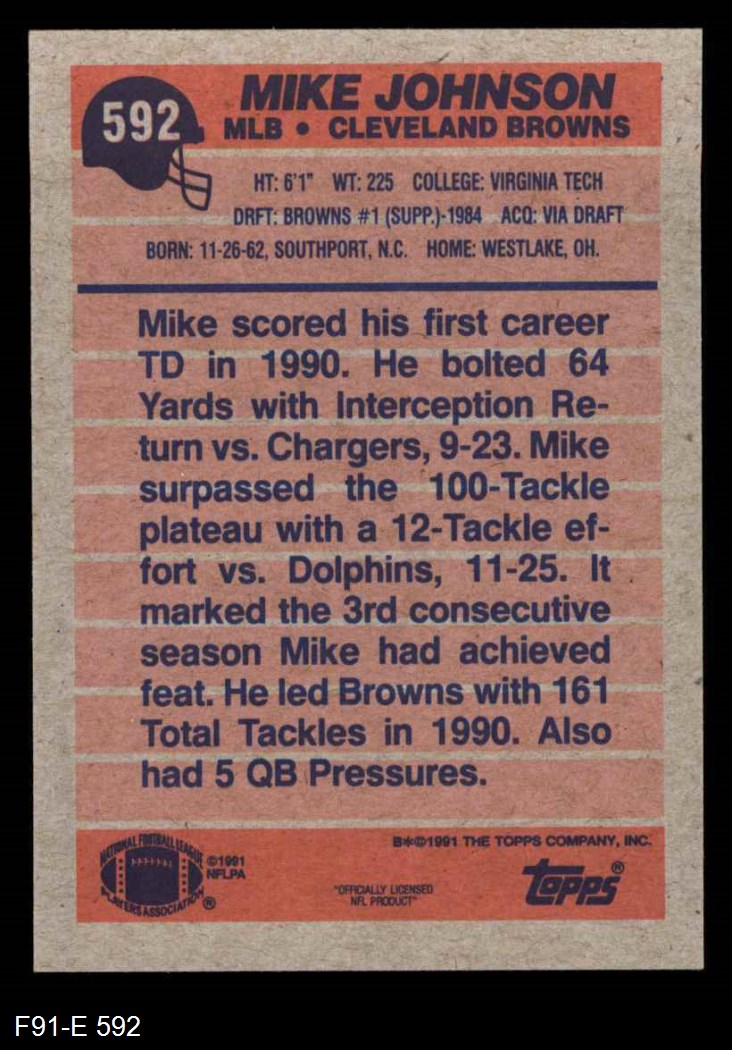 592
MIKE JOHNSON
MLB • CLEVELAND BROWNS
HT: 6'1" WT: 225 COLLEGE: VIRGINIA TECH
DRFT: BROWNS #1 (SUPP.)-1984 ACQ: VIA DRAFT
BORN: 11-26-62, SOUTHPORT, N.C. HOME: WESTLAKE, OH.
Mike scored his first career
TD in 1990. He bolted 64
Yards with Interception Re-
turn vs. Chargers, 9-23. Mike
surpassed the 100-Tackle
plateau with a 12-Tackle ef-
fort vs. Dolphins, 11-25. It
marked the 3rd consecutive
season Mike had achieved
feat. He led Browns with 161
Total Tackles in 1990. Also
had 5 QB Pressures.
NATIONAL FOOTBALL LEAGUE
PLAYERS ASSOCIATION ®
©1991
NFLPA
"OFFICIALLY LICENSED
NFL PRODUCT"
B*©1991 THE TOPPS COMPANY, INC.
topps®
F91-E 592